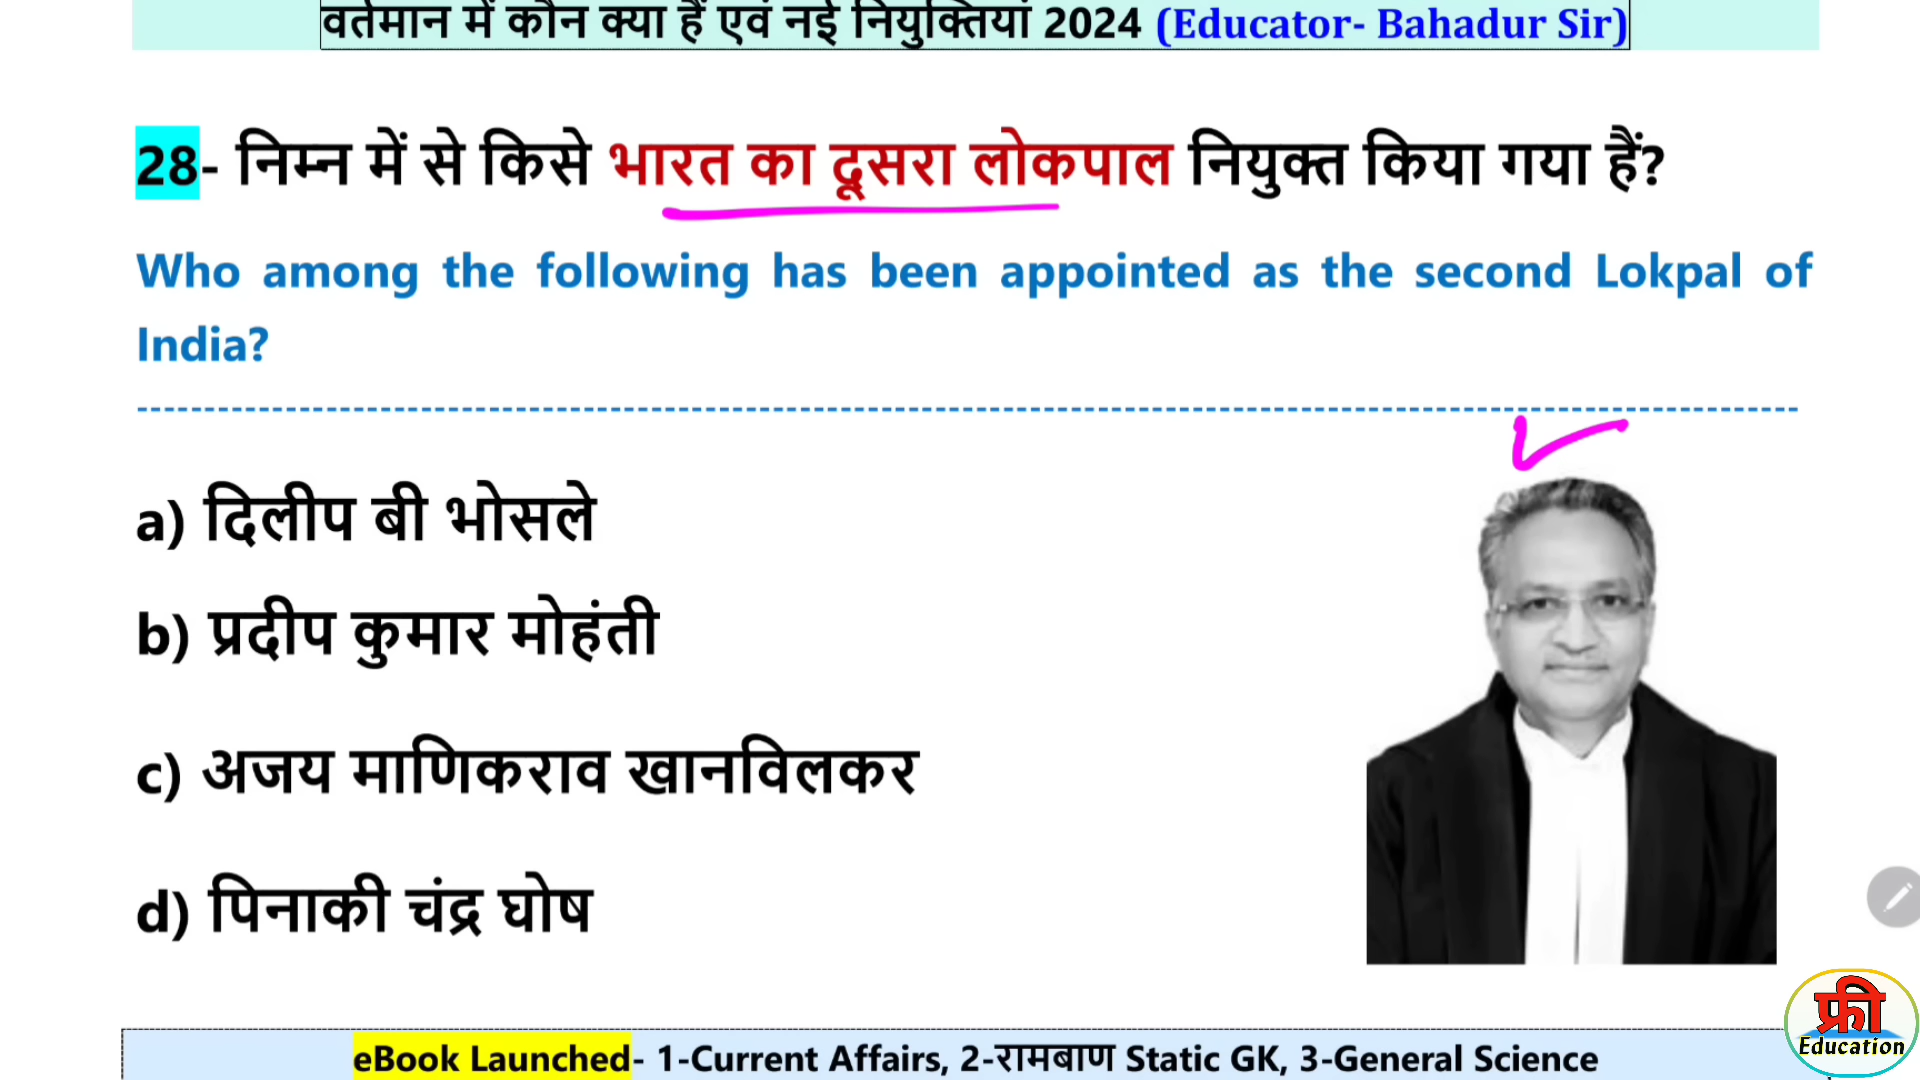 वर्तमान में कौन क्या हैं एवं नई नियुक्तियां 2024 (Educator- Bahadur Sir)
28- निम्न में से किसे भारत का दूसरा लोकपाल नियुक्त किया गया हैं?
Who among the following has been appointed as the second Lokpal of
India?
a) दिलीप बी भोसले
b) प्रदीप कुमार मोहंती
c) अजय माणिकराव खानविलकर
d) पिनाकी चंद्र घोष
फ्री
Education
eBook Launched- 1-Current Affairs, 2-रामबाण Static GK, 3-General Science